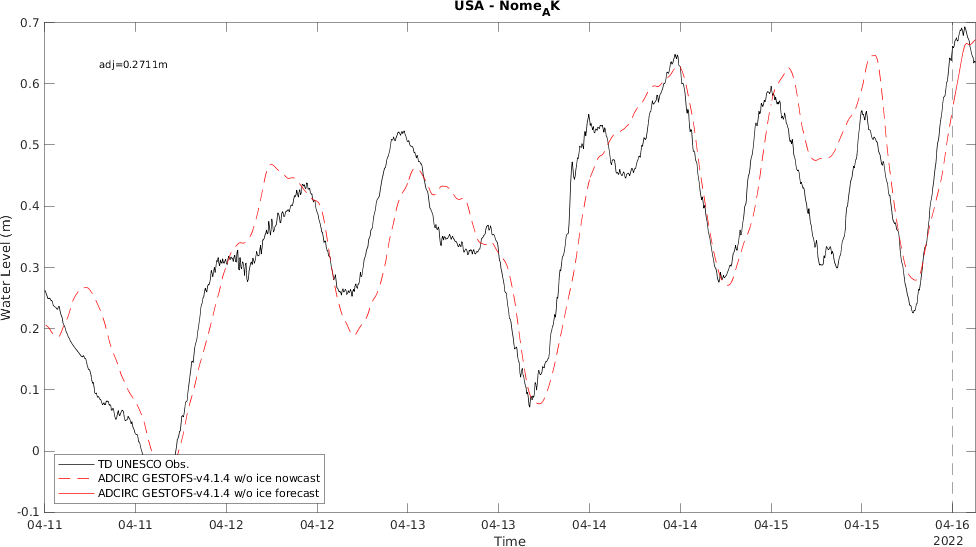 USA - Nome_AK
0.7
0.6
0.5
0.4
0.3
0.2
0.1
0
-0.1
Water Level (m)
adj=0.2711m
TD UNESCO Obs.
ADCIRC GESTOFS-v4.1.4 w/o ice nowcast
ADCIRC GESTOFS-v4.1.4 w/o ice forecast
04-11 04-11 04-12 04-12 04-13 04-13 04-14 04-14 04-15 04-15 04-16
Time
2022